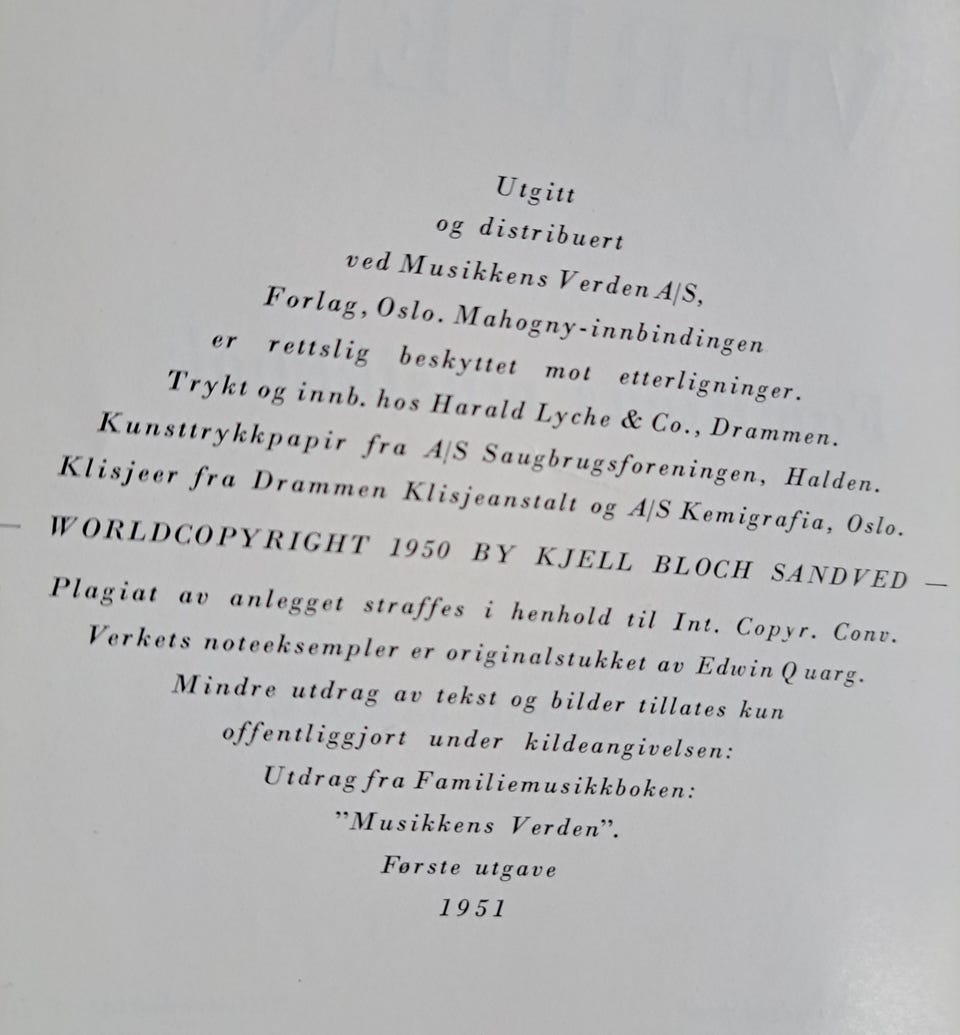 Utgitt
og distribuert
ved Musikkens Verden A/S,
Forlag, Oslo. Mahogny-innbindingen
er rettslig beskyttet mot etterligninger.
Trykt og innb. hos Harald Lyche & Co., Drammen.
Kunsttrykkpapir fra A/S Saugbrugsforeningen, Halden.
Klisjeer fra Drammen Klisjeanstalt og A/S Kemigrafia, Oslo.
— WORLDCOPYRIGHT 1950 BY KJELL BLOCH SANDVED —
Plagiat av anlegget straffes i henhold til Int. Copyr. Conv.
Verkets noteeksempler er originalstukket av Edwin Quarg.
Mindre utdrag av tekst og bilder tillates kun
offentliggjort under kildeangivelsen:
Utdrag fra Familiemusikkboken:
”Musikkens Verden”.
Første utgave
1951